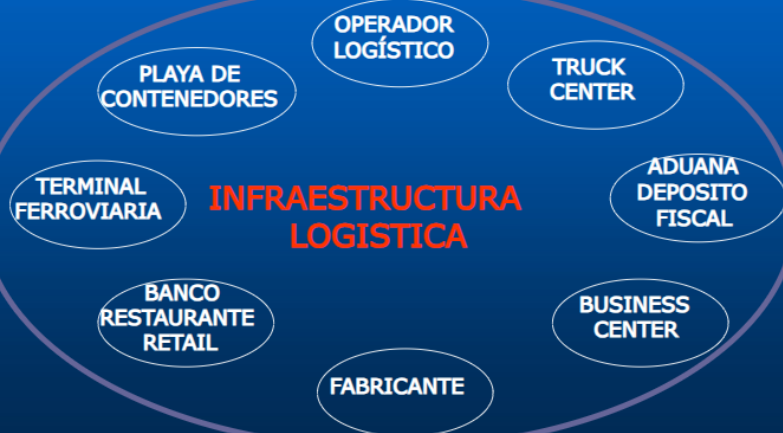 OPERADOR
LOGÍSTICO
PLAYA DE
CONTENEDORES
TRUCK
CENTER
TERMINAL
FERROVIARIA
INFRAESTRUCTURA
LOGISTICA
ADUANA
DEPOSITO
FISCAL
BANCO
RESTAURANTE
RETAIL
BUSINESS
CENTER
FABRICANTE